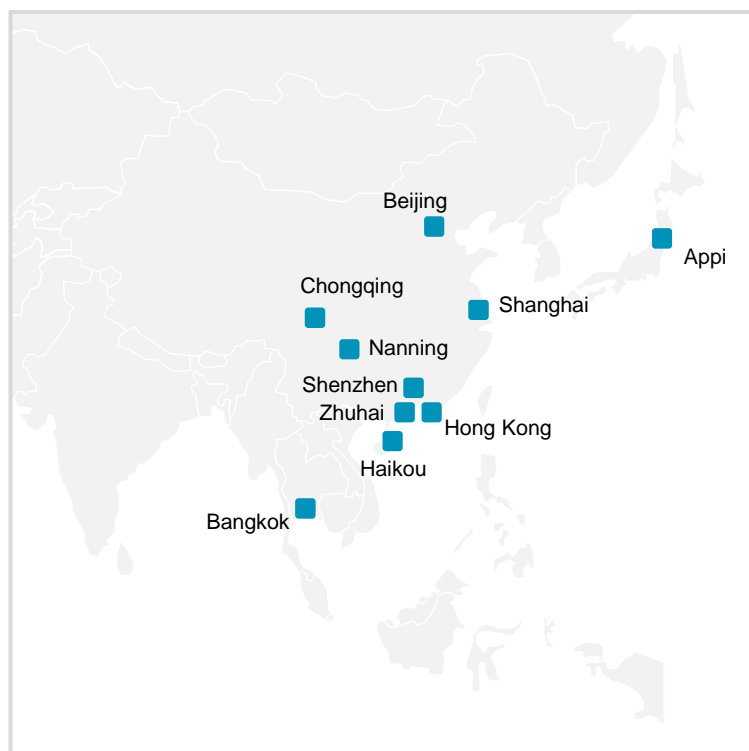 Beijing
Appi
Chongqing
Shanghai
Nanning
Shenzhen
Zhuhai
Hong Kong
Haikou
Bangkok